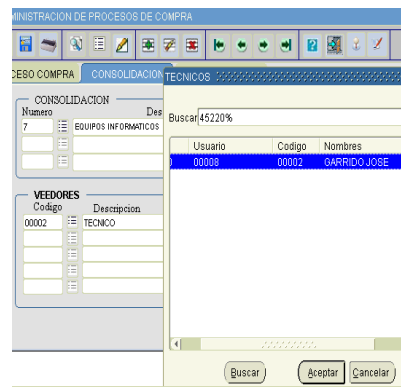 MINISTRACION DE PROCESOS DE COMPRA
CESO COMPRA
CONSOLIDACION
CONSOLIDACION
Numero Des
7 EQUIPOS INFORMATICOS
VEEDORES
Codigo Descripcion
00002 TECNICO
TECNICOS
Buscar 45220%
Usuario Codigo Nombres
00008 00002 GARRIDO JOSE
Buscar Aceptar Cancelar